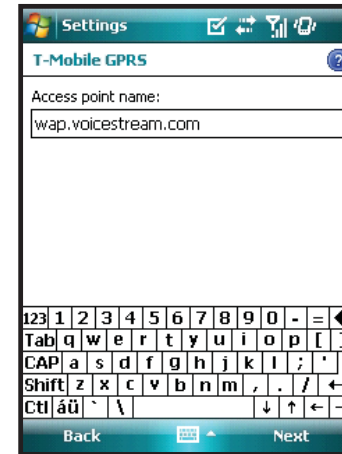 Settings
T-Mobile GPRS
?
Access point name:
wap.voicestream.com
123 1 2 3 4 5 6 7 8 9 0 - =
Tab q w e r t y u i o p [ ]
CAP a s d f g h j k l ; '
Shift z x c v b n m , . / ←
Ctl áü ` \ ↓ ↑ ← →
Back Next